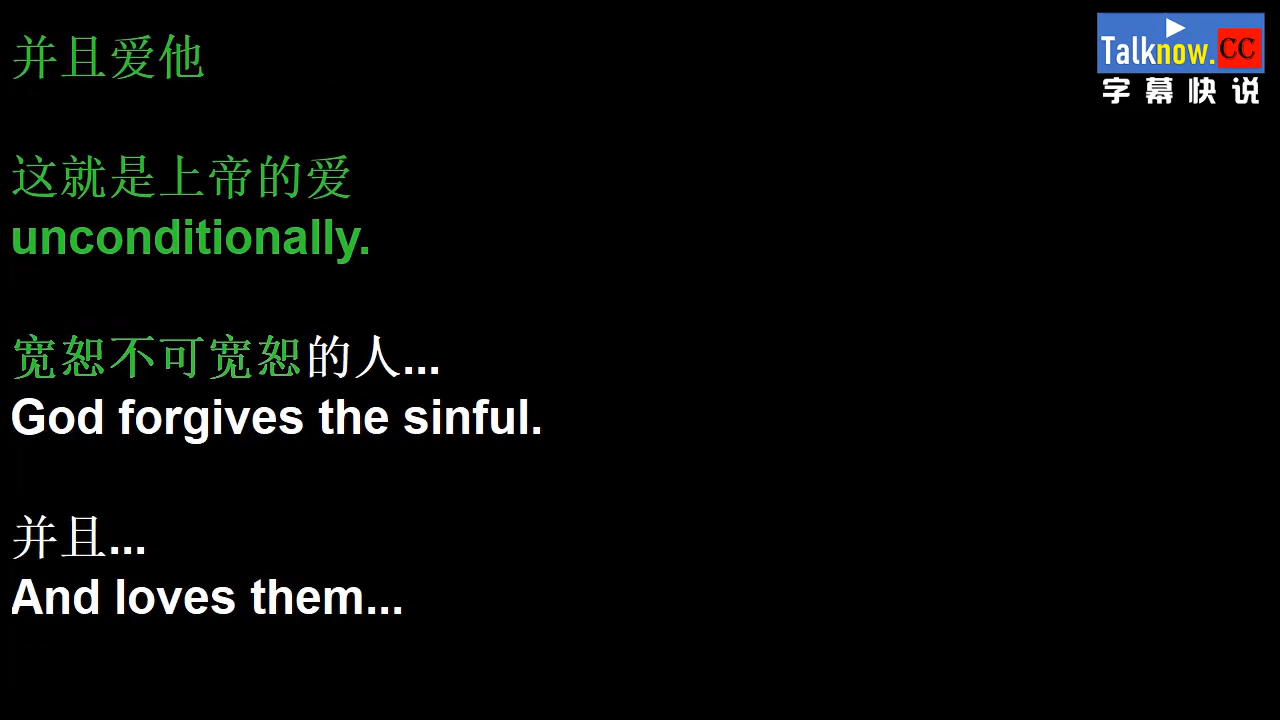 并且爱他
Talknow.CC
字幕快说
这就是上帝的爱
unconditionally.
宽恕不可宽恕的人...
God forgives the sinful.
并且...
And loves them...